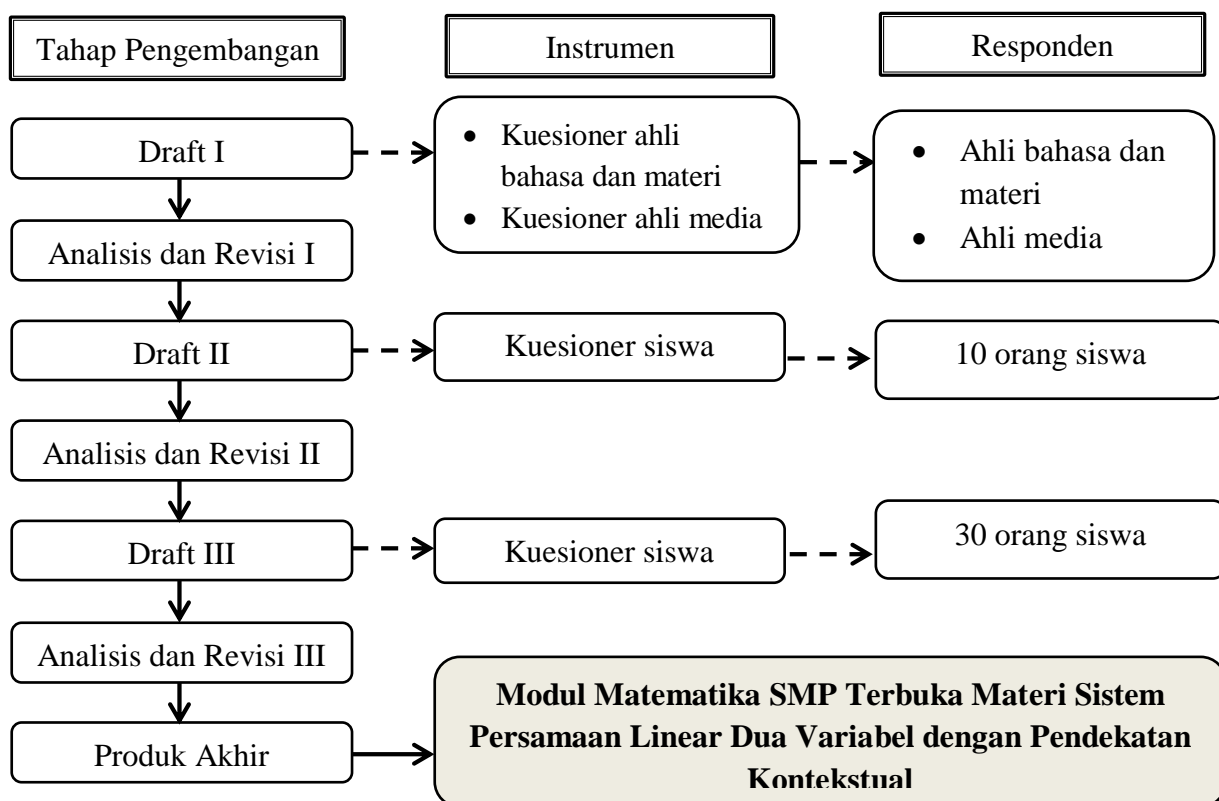 Tahap Pengembangan
Instrumen
Responden
Draft I
• Kuesioner ahli
bahasa dan materi
• Kuesioner ahli media
• Ahli bahasa dan
materi
• Ahli media
Analisis dan Revisi I
Draft II
Kuesioner siswa
10 orang siswa
Analisis dan Revisi II
Draft III
Kuesioner siswa
30 orang siswa
Analisis dan Revisi III
Produk Akhir
Modul Matematika SMP Terbuka Materi Sistem
Persamaan Linear Dua Variabel dengan Pendekatan
Kontekstual